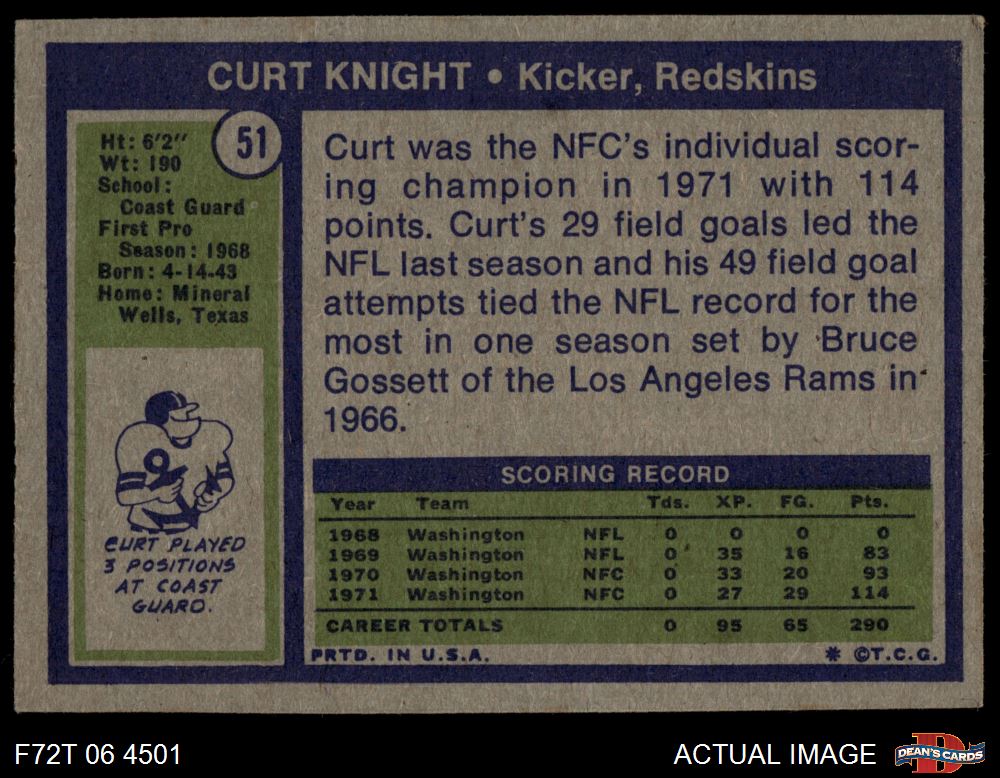 CURT KNIGHT • Kicker, Redskins
51
Ht: 6'2"
Wt: 190
School:
Coast Guard
First Pro
Season: 1968
Born: 4-14-43
Home: Mineral
Wells, Texas
CURT PLAYED
3 POSITIONS
AT COAST
GUARD.
Curt was the NFC's individual scor-
ing champion in 1971 with 114
points. Curt's 29 field goals led the
NFL last season and his 49 field goal
attempts tied the NFL record for the
most in one season set by Bruce
Gossett of the Los Angeles Rams in
1966.
SCORING RECORD
Year Team Tds. XP. FG. Pts.
1968 Washington NFL 0 0 0 0
1969 Washington NFL 0 35 16 83
1970 Washington NFC 0 33 20 93
1971 Washington NFC 0 27 29 114
CAREER TOTALS 0 95 65 290
PRTD. IN U.S.A. * ©T.C.G.
F72T 06 4501
ACTUAL IMAGE
D
DEAN'S CARDS